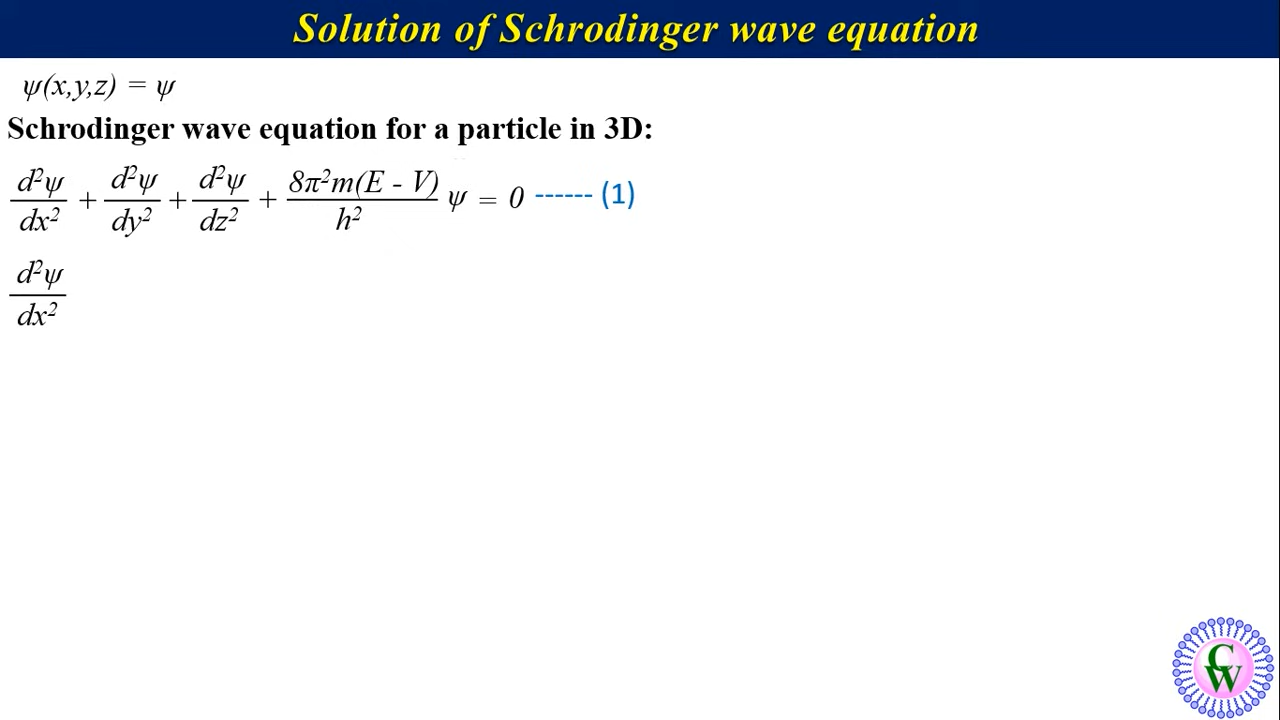 Solution of Schrodinger wave equation
ψ(x,y,z) = ψ
Schrodinger wave equation for a particle in 3D:
d²ψ/dx² + d²ψ/dy² + d²ψ/dz² + 8π²m(E - V)/h² ψ = 0 ------ (1)
d²ψ/dx²
C
W